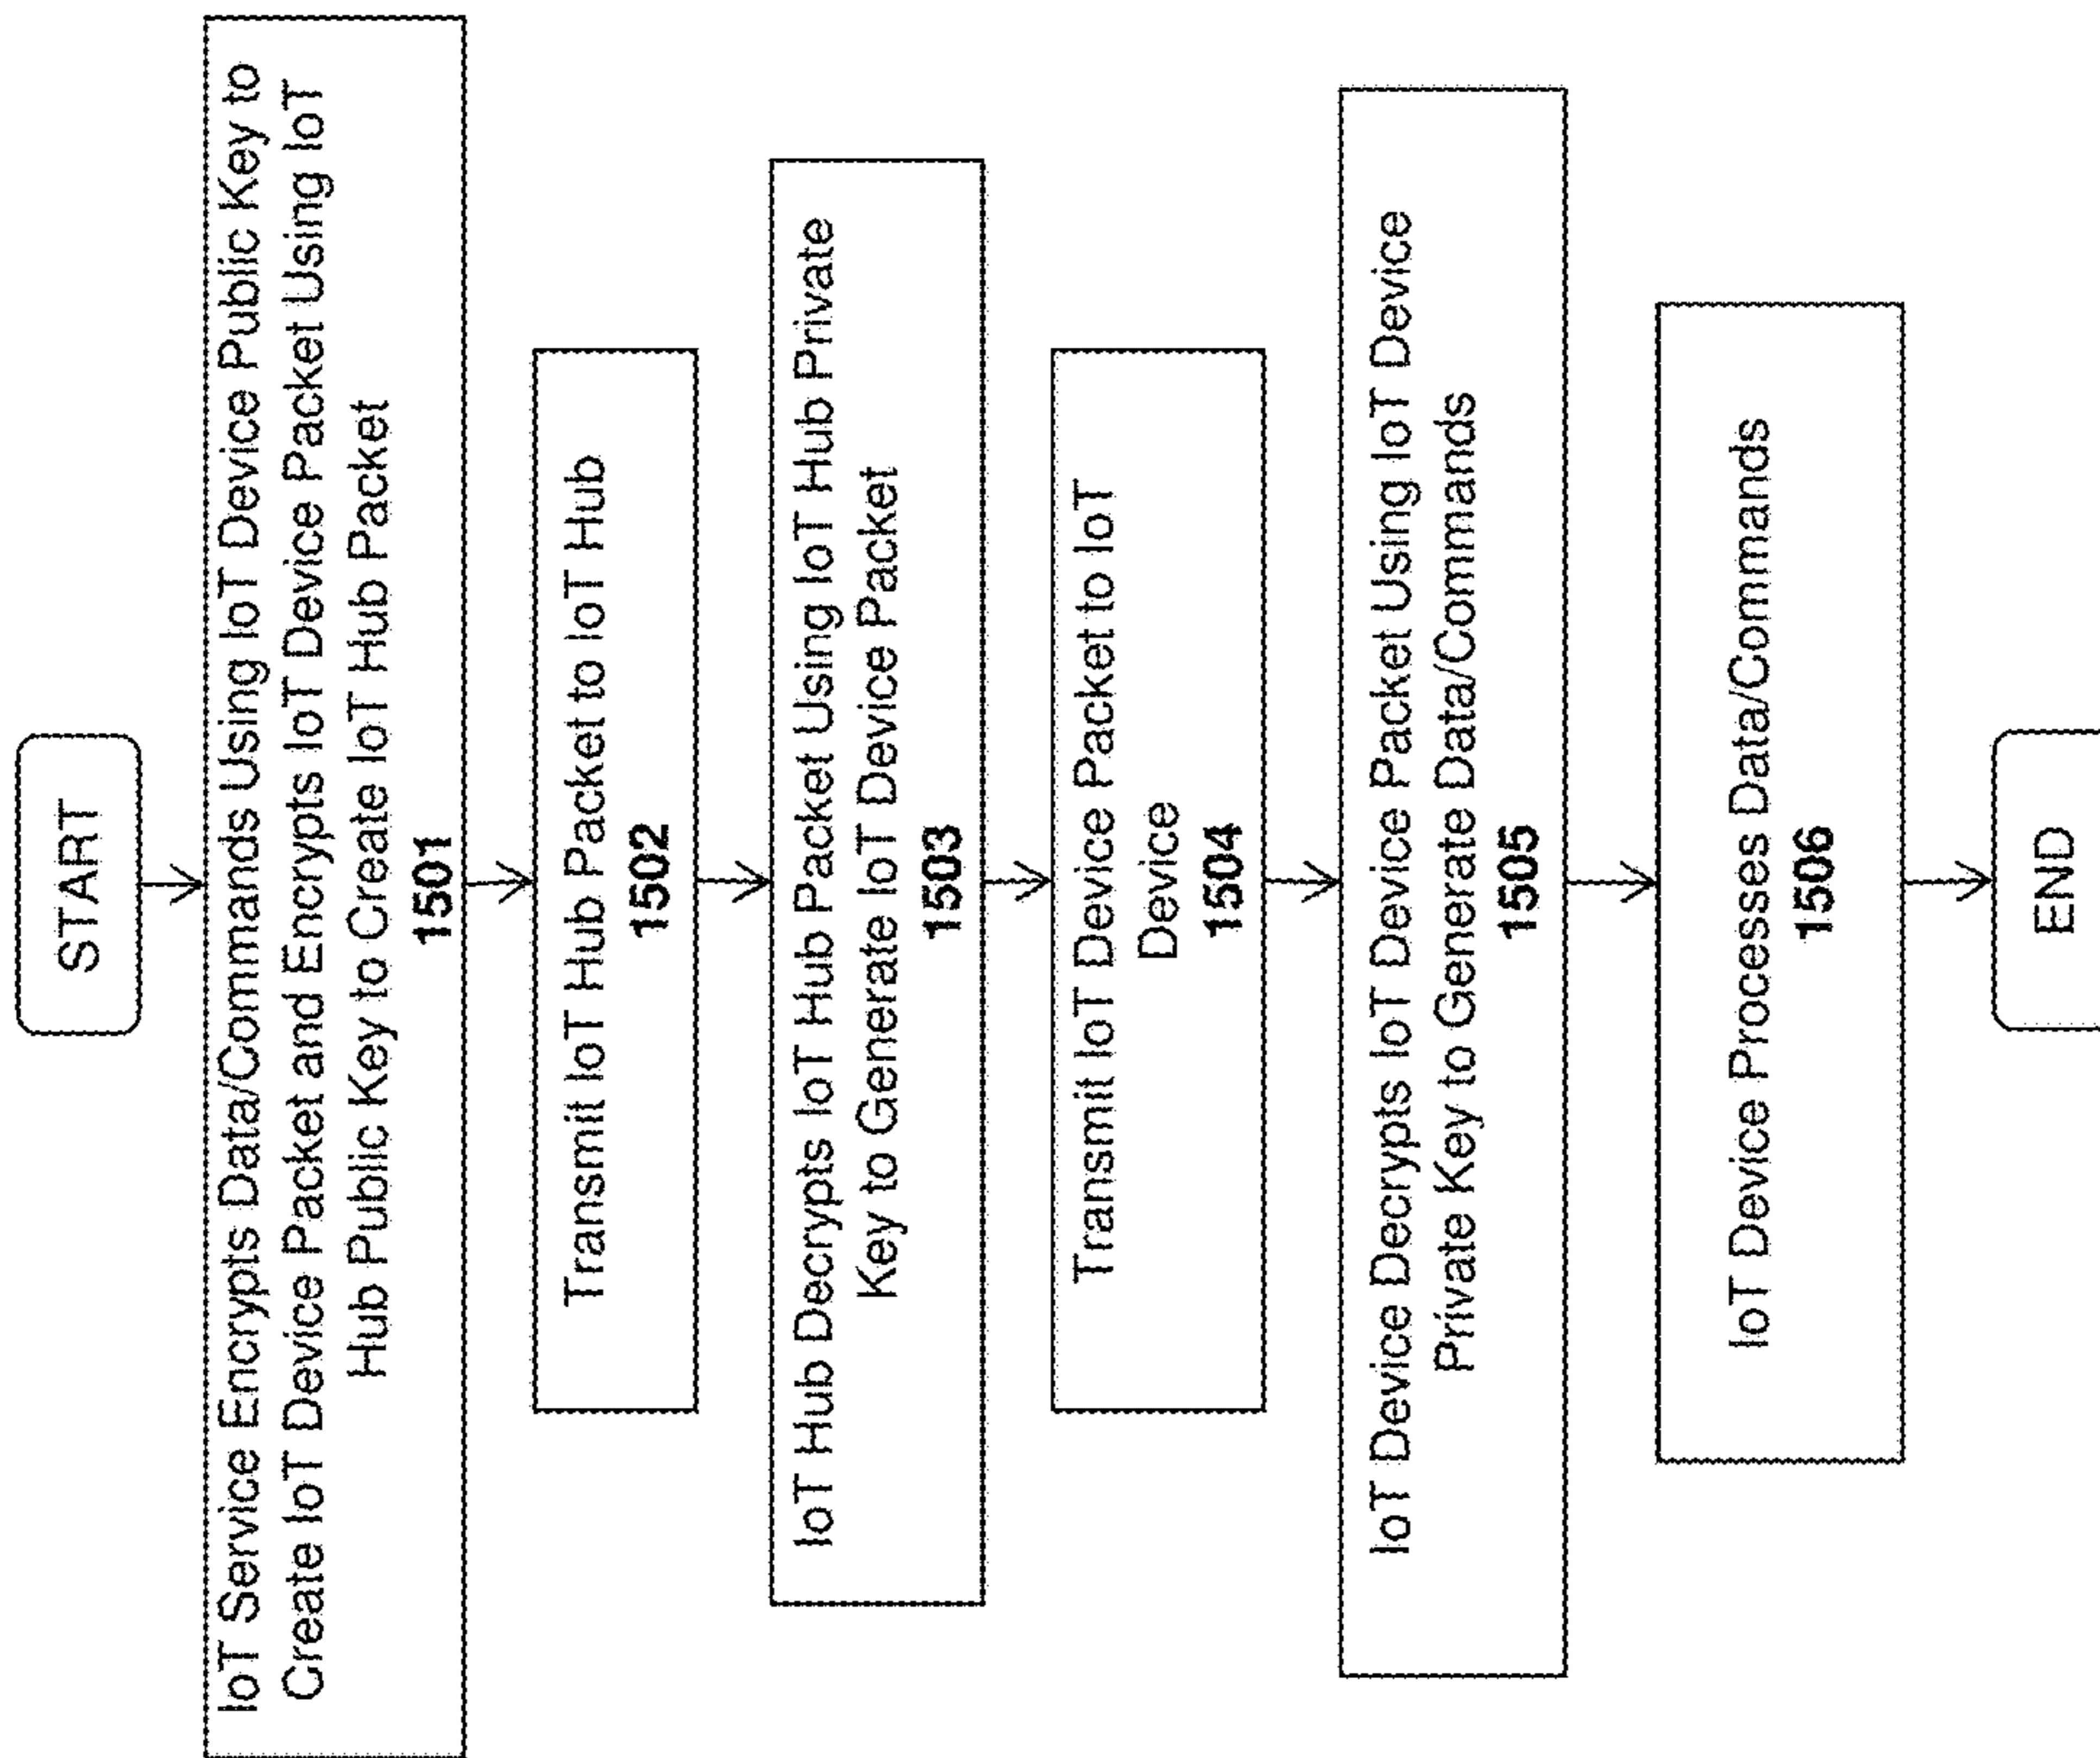 START
IoT Service Encrypts Data/Commands Using IoT Device Public Key to
Create IoT Device Packet and Encrypts IoT Device Packet Using IoT
Hub Public Key to Create IoT Hub Packet
1501
Transmit IoT Hub Packet to IoT Hub
1502
IoT Hub Decrypts IoT Hub Packet Using IoT Hub Private
Key to Generate IoT Device Packet
1503
Transmit IoT Device Packet to IoT
Device
1504
IoT Device Decrypts IoT Device Packet Using IoT Device
Private Key to Generate Data/Commands
1505
IoT Device Processes Data/Commands
1506
END